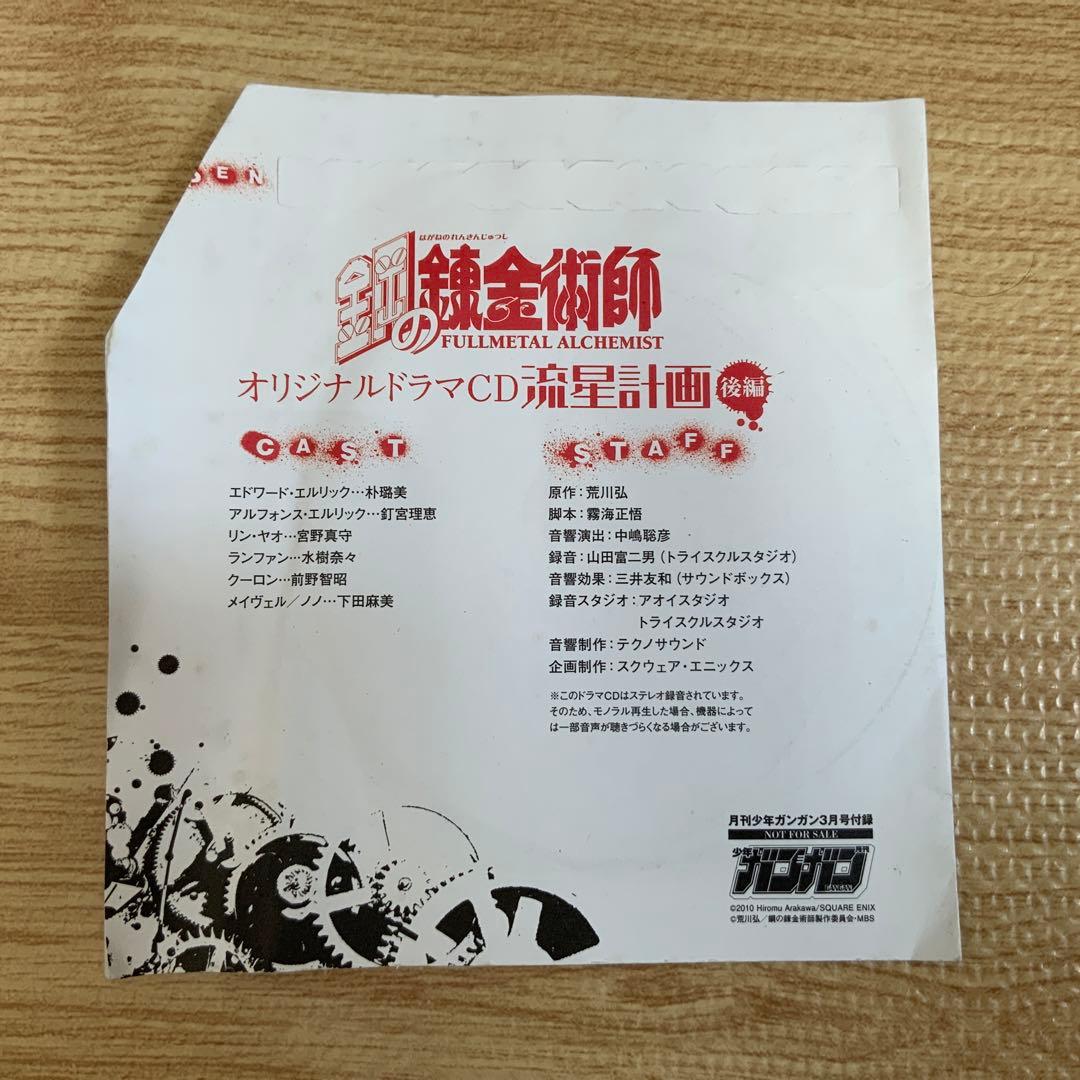 OPEN
はがねのれんきんじゅつし
鋼の錬金術師
FULLMETAL ALCHEMIST
オリジナルドラマCD 流星計画 後編
CAST
エドワード・エルリック…朴璐美
アルフォンス・エルリック…釘宮理恵
リン・ヤオ…宮野真守
ランファン…水樹奈々
クーロン…前野智昭
メイヴェル／ノノ…下田麻美
STAFF
原作：荒川弘
脚本：霧海正悟
音響演出：中嶋聡彦
録音：山田富二男（トライスクルスタジオ）
音響効果：三井友和（サウンドボックス）
録音スタジオ：アオイスタジオ
トライスクルスタジオ
音響制作：テクノサウンド
企画制作：スクウェア・エニックス
※このドラマCDはステレオ録音されています。
そのため、モノラル再生した場合、機器によって
は一部音声が聴きづらくなる場合がございます。
月刊少年ガンガン3月号付録
NOT FOR SALE
少年 月刊
ガンガン
GANGAN
©2010 Hiromu Arakawa/SQUARE ENIX
©荒川弘／鋼の錬金術師製作委員会・MBS